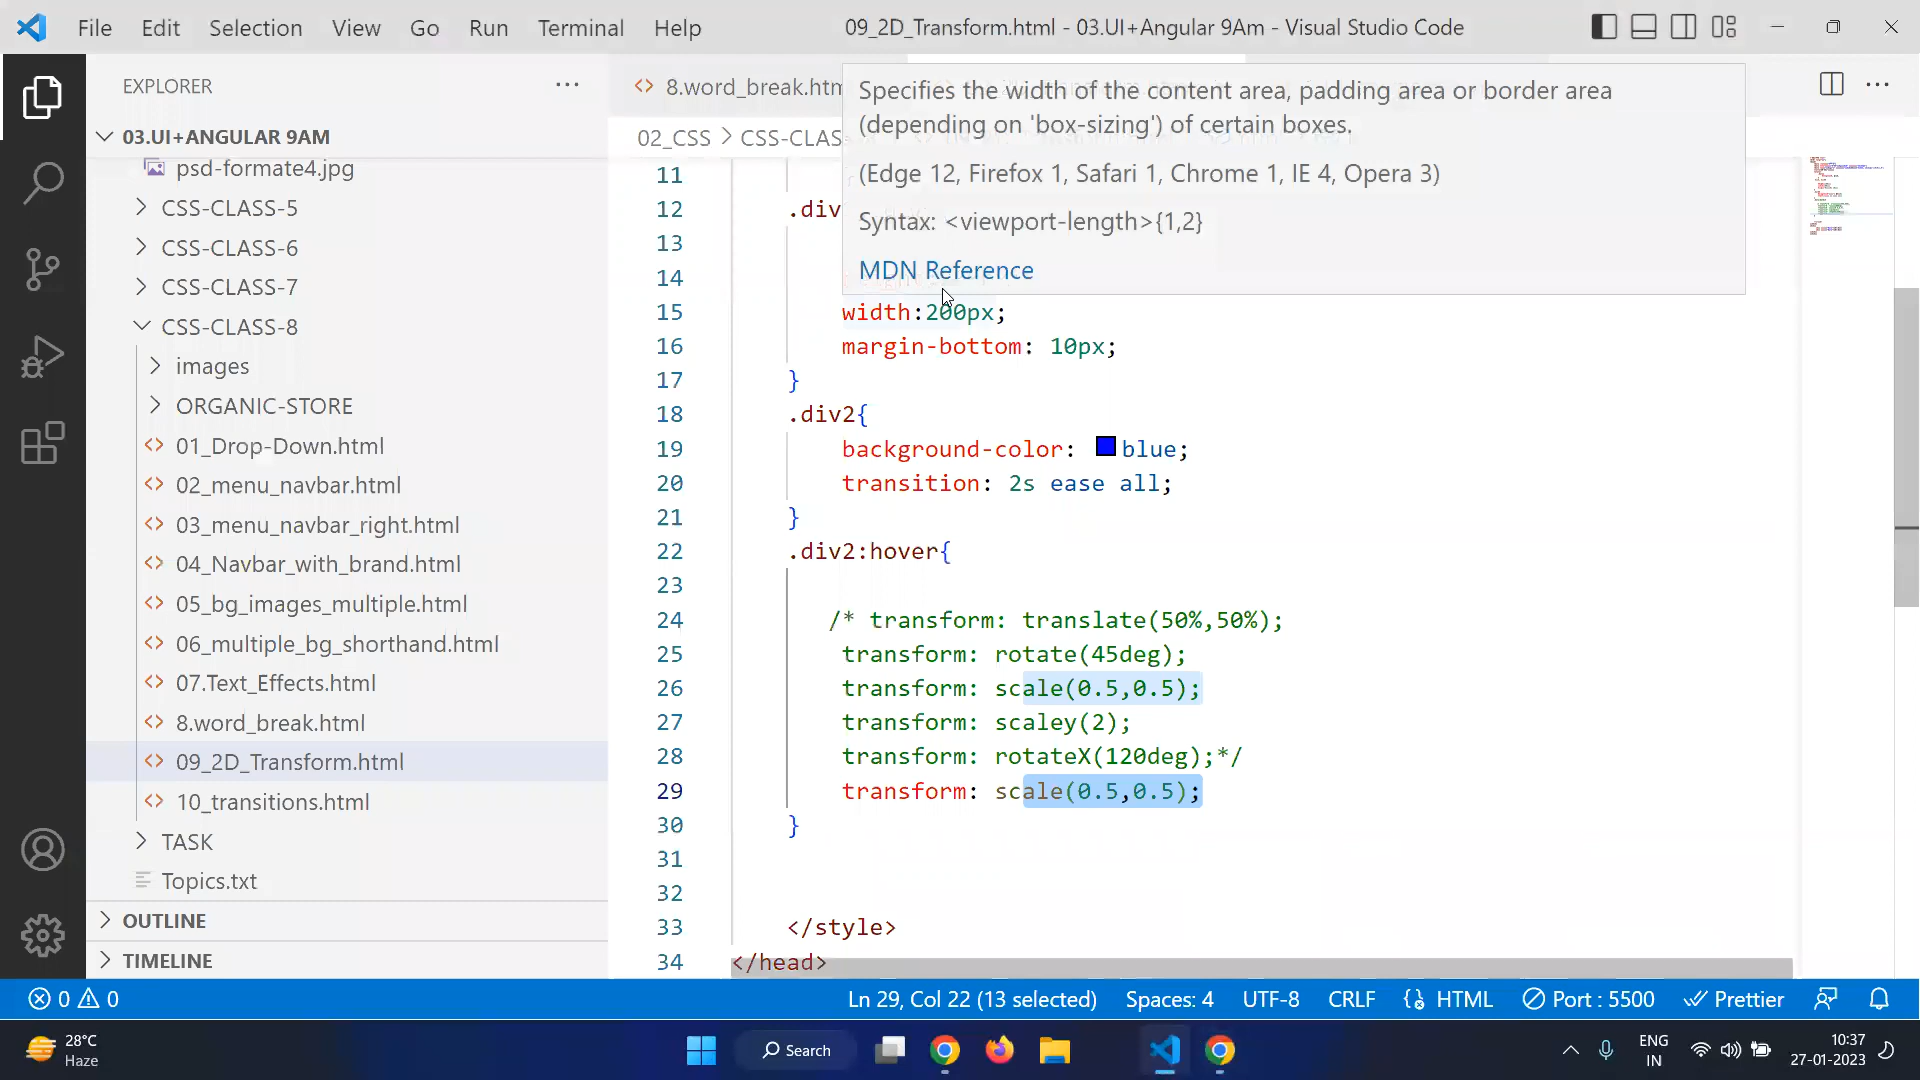 File Edit Selection View Go Run Terminal Help
09_2D_Transform.html - 03.UI+Angular 9Am - Visual Studio Code
EXPLORER
03.UI+ANGULAR 9AM
psd-formate4.jpg
CSS-CLASS-5
CSS-CLASS-6
CSS-CLASS-7
CSS-CLASS-8
images
ORGANIC-STORE
01_Drop-Down.html
02_menu_navbar.html
03_menu_navbar_right.html
04_Navbar_with_brand.html
05_bg_images_multiple.html
06_multiple_bg_shorthand.html
07.Text_Effects.html
8.word_break.html
09_2D_Transform.html
10_transitions.html
TASK
Topics.txt
OUTLINE
TIMELINE
8.word_break.htm
02_CSS > CSS-CLAS
Specifies the width of the content area, padding area or border area
(depending on 'box-sizing') of certain boxes.
(Edge 12, Firefox 1, Safari 1, Chrome 1, IE 4, Opera 3)
Syntax: <viewport-length>{1,2}
MDN Reference
11
12 .div
13
14
15 width:200px;
16 margin-bottom: 10px;
17 }
18 .div2{
19 background-color: blue;
20 transition: 2s ease all;
21 }
22 .div2:hover{
23
24 /* transform: translate(50%,50%);
25 transform: rotate(45deg);
26 transform: scale(0.5,0.5);
27 transform: scaley(2);
28 transform: rotateX(120deg);*/
29 transform: scale(0.5,0.5);
30 }
31
32
33 </style>
34 </head>
0 0 Ln 29, Col 22 (13 selected) Spaces: 4 UTF-8 CRLF HTML Port : 5500 Prettier
28°C
Haze
Search
ENG
IN
10:37
27-01-2023